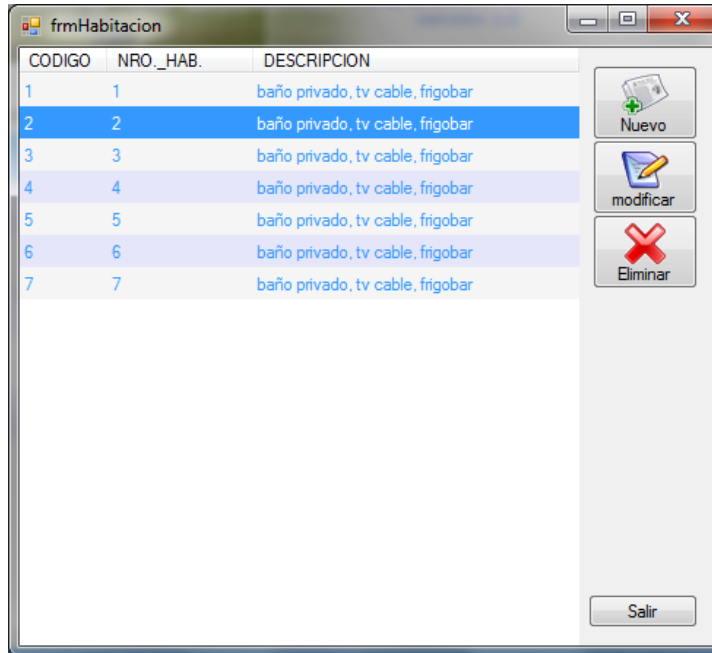 frmHabitacion
CODIGO NRO._HAB. DESCRIPCION
1 1 baño privado, tv cable, frigobar
2 2 baño privado, tv cable, frigobar
3 3 baño privado, tv cable, frigobar
4 4 baño privado, tv cable, frigobar
5 5 baño privado, tv cable, frigobar
6 6 baño privado, tv cable, frigobar
7 7 baño privado, tv cable, frigobar
Nuevo
modificar
Eliminar
Salir